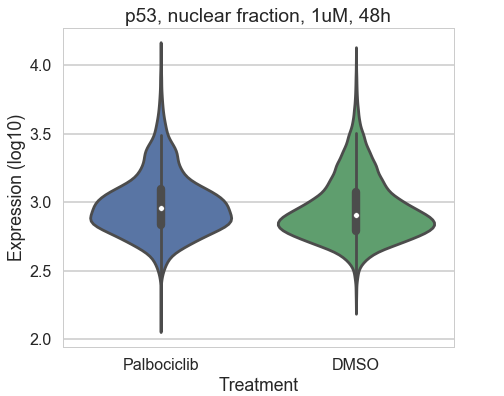 p53, nuclear fraction, 1uM, 48h
Expression (log10)
4.0
3.5
3.0
2.5
2.0
Palbociclib
DMSO
Treatment